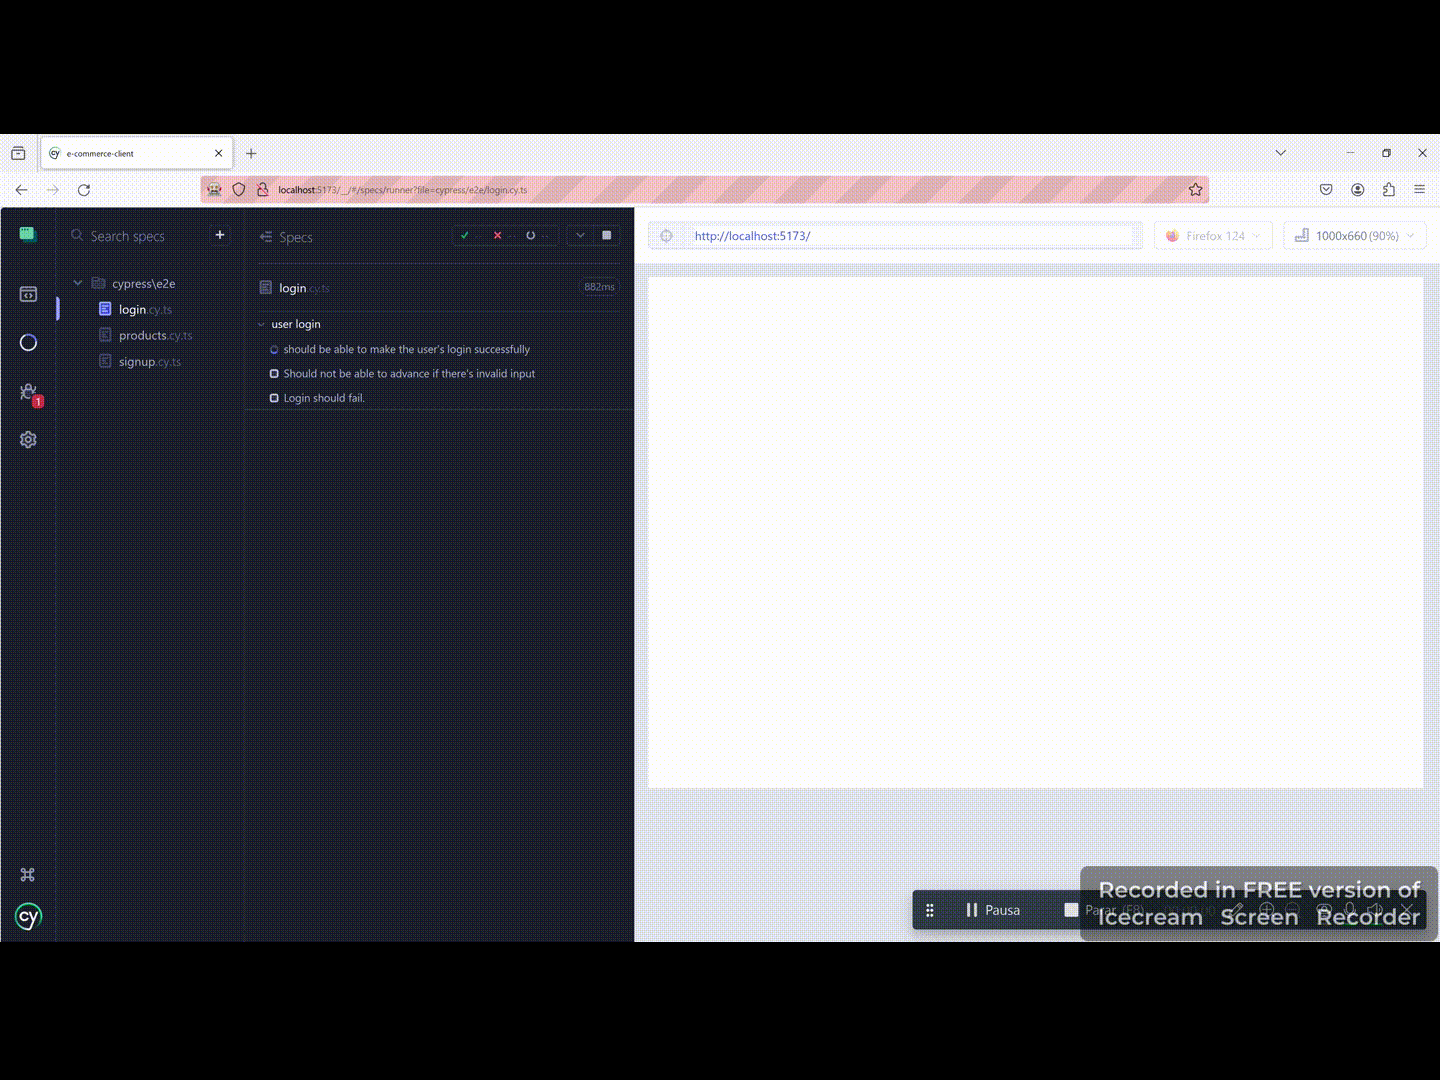 e-commerce-client
localhost:5173/__/#/specs/runner?file=cypress/e2e/login.cy.ts
Search specs
cypress\e2e
login.cy.ts
products.cy.ts
signup.cy.ts
1
cy
Specs
-- -- --
login.cy.ts 882ms
user login
should be able to make the user's login successfully
Should not be able to advance if there's invalid input
Login should fail.
http://localhost:5173/
Firefox 124
1000x660 (90%)
Pausa
Parar (F8)
Recorded in FREE version of
Icecream Screen Recorder